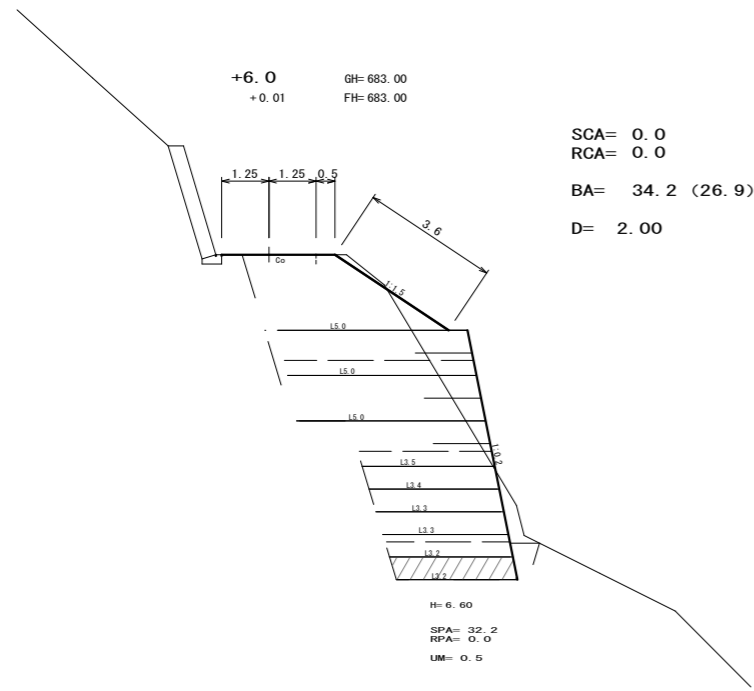 +6.0 GH=683.00
+0.01 FH=683.00
SCA= 0.0
RCA= 0.0
BA= 34.2 (26.9)
D= 2.00
1.25 1.25 0.5
3.6
Co
1:1.5
L5.0
L5.0
L5.0
1:0.2
L3.5
L3.4
L3.3
L3.3
L3.2
L3.2
H=6.60
SPA= 32.2
RPA= 0.0
UM= 0.5